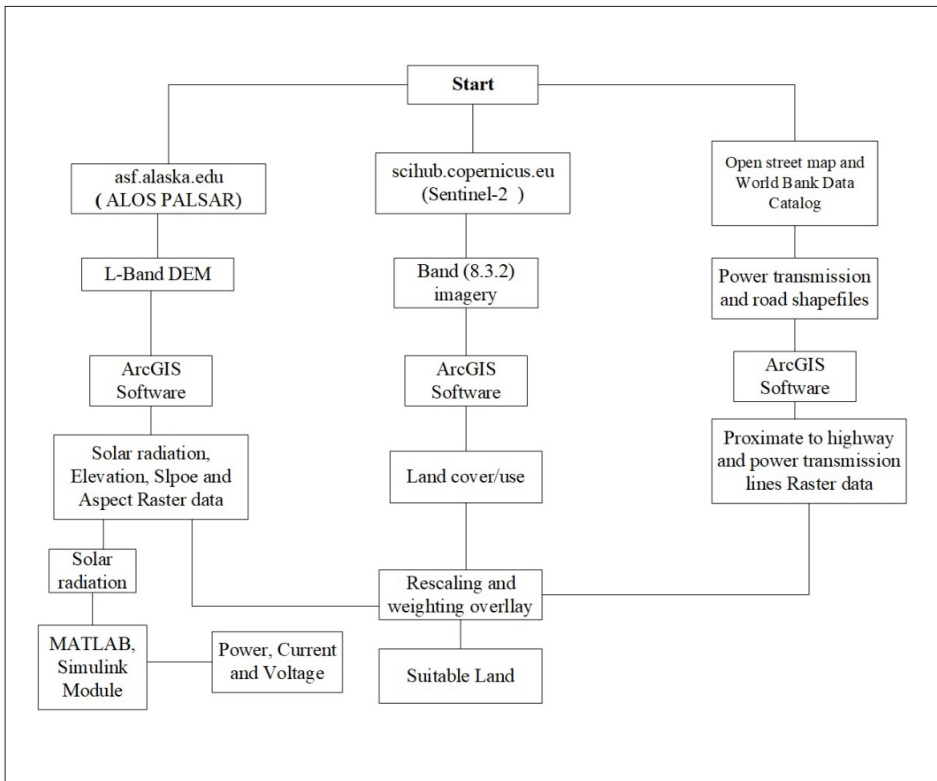 Start
asf.alaska.edu
( ALOS PALSAR)
L-Band DEM
ArcGIS
Software
Solar radiation,
Elevation, Slpoe and
Aspect Raster data
Solar
radiation
MATLAB,
Simulink
Module
Power, Current
and Voltage
scihub.copernicus.eu
(Sentinel-2 )
Band (8.3.2)
imagery
ArcGIS
Software
Land cover/use
Rescaling and
weighting overllay
Suitable Land
Open street map and
World Bank Data
Catalog
Power transmission
and road shapefiles
ArcGIS
Software
Proximate to highway
and power transmission
lines Raster data